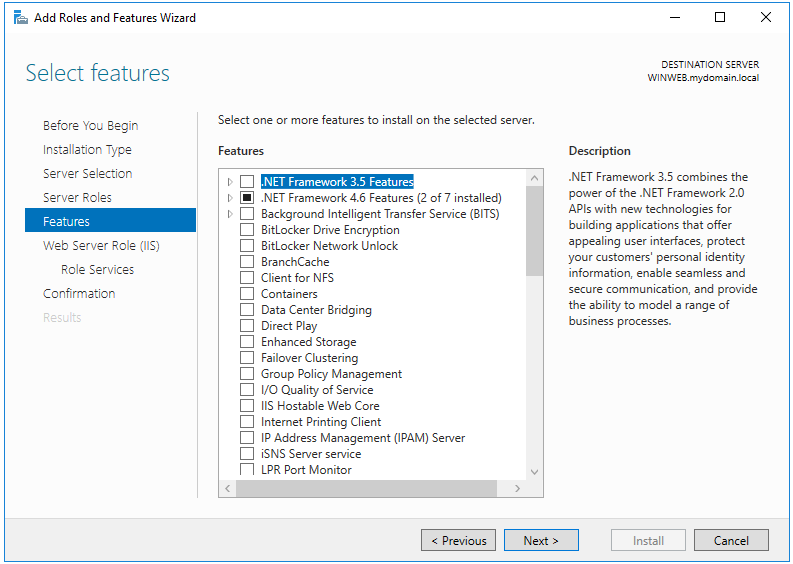 Add Roles and Features Wizard
Select features
DESTINATION SERVER
WINWEB.mydomain.local
Before You Begin
Installation Type
Server Selection
Server Roles
Features
Web Server Role (IIS)
Role Services
Confirmation
Results
Select one or more features to install on the selected server.
Features
.NET Framework 3.5 Features
.NET Framework 4.6 Features (2 of 7 installed)
Background Intelligent Transfer Service (BITS)
BitLocker Drive Encryption
BitLocker Network Unlock
BranchCache
Client for NFS
Containers
Data Center Bridging
Direct Play
Enhanced Storage
Failover Clustering
Group Policy Management
I/O Quality of Service
IIS Hostable Web Core
Internet Printing Client
IP Address Management (IPAM) Server
iSNS Server service
LPR Port Monitor
Description
.NET Framework 3.5 combines the
power of the .NET Framework 2.0
APIs with new technologies for
building applications that offer
appealing user interfaces, protect
your customers' personal identity
information, enable seamless and
secure communication, and provide
the ability to model a range of
business processes.
< Previous
Next >
Install
Cancel